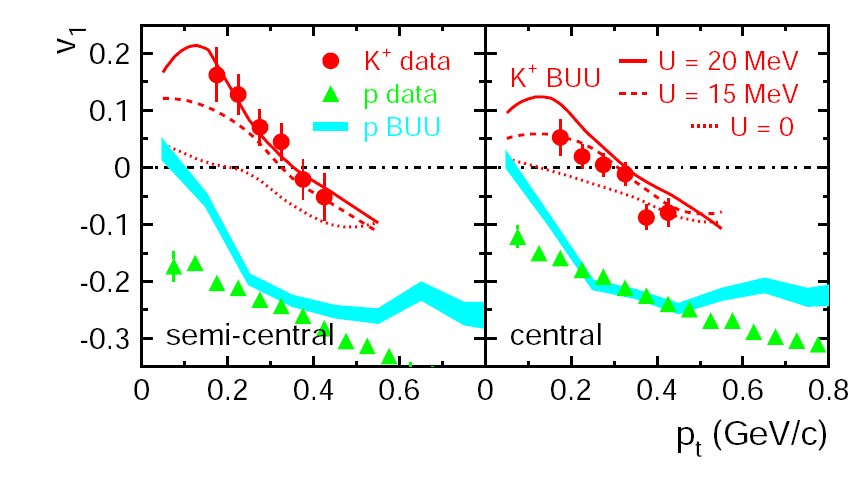 v1
0.2
0.1
0
-0.1
-0.2
-0.3
K+ data
p data
p BUU
semi-central
K+ BUU
U = 20 MeV
U = 15 MeV
U = 0
central
0 0.2 0.4 0.6 0 0.2 0.4 0.6 0.8
pt (GeV/c)